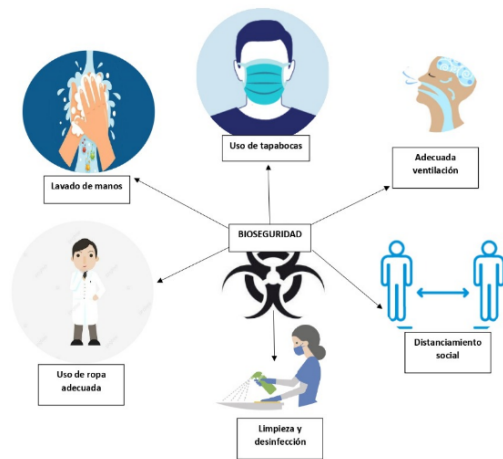 Uso de tapabocas
Adecuada
ventilación
Lavado de manos
BIOSEGURIDAD
Distanciamiento
social
Uso de ropa
adecuada
Limpieza y
desinfección